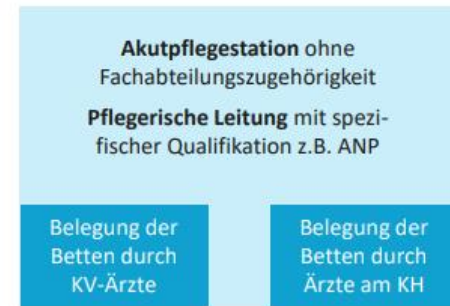 Akutpflegestation ohne
Fachabteilungszugehörigkeit
Pflegerische Leitung mit spezi-
fischer Qualifikation z.B. ANP
Belegung der
Betten durch
KV-Ärzte
Belegung der
Betten durch
Ärzte am KH